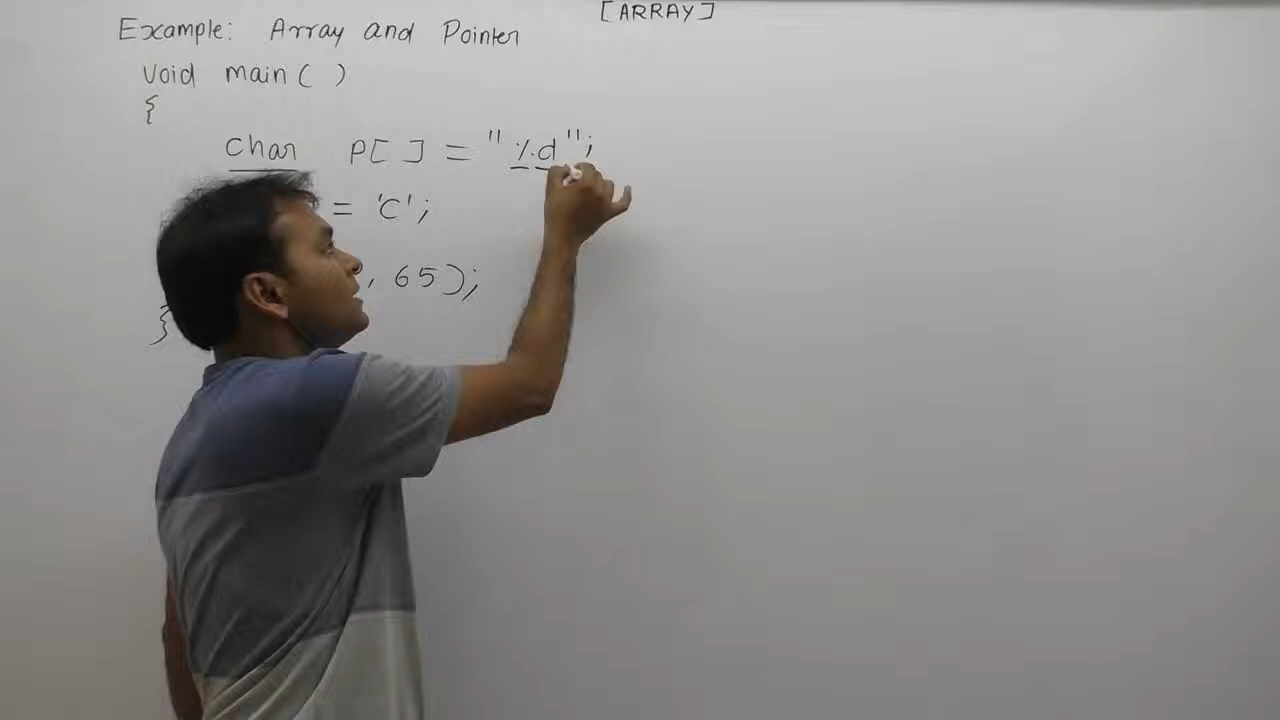 [ARRAY]
Example: Array and Pointer
Void main( )
{
Char P[ ] = "%d";
= 'C';
, 65);
}